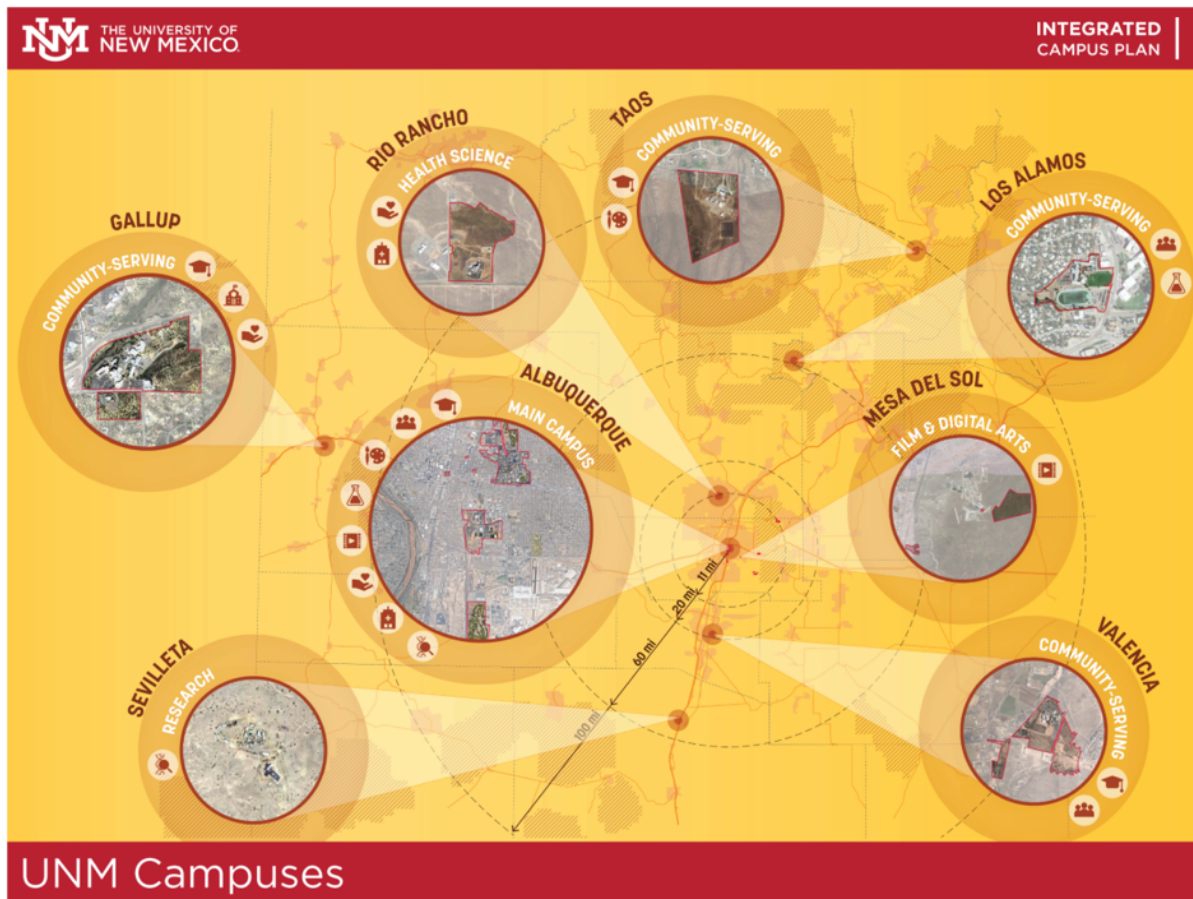 UNM
THE UNIVERSITY OF
NEW MEXICO.
INTEGRATED
CAMPUS PLAN
RIO RANCHO
HEALTH SCIENCE
TAOS
COMMUNITY-SERVING
LOS ALAMOS
COMMUNITY-SERVING
GALLUP
COMMUNITY-SERVING
ALBUQUERQUE
MAIN CAMPUS
MESA DEL SOL
FILM & DIGITAL ARTS
11 mi
20 mi
60 mi
100 mi
SEVILLETA
RESEARCH
VALENCIA
COMMUNITY-SERVING
UNM Campuses